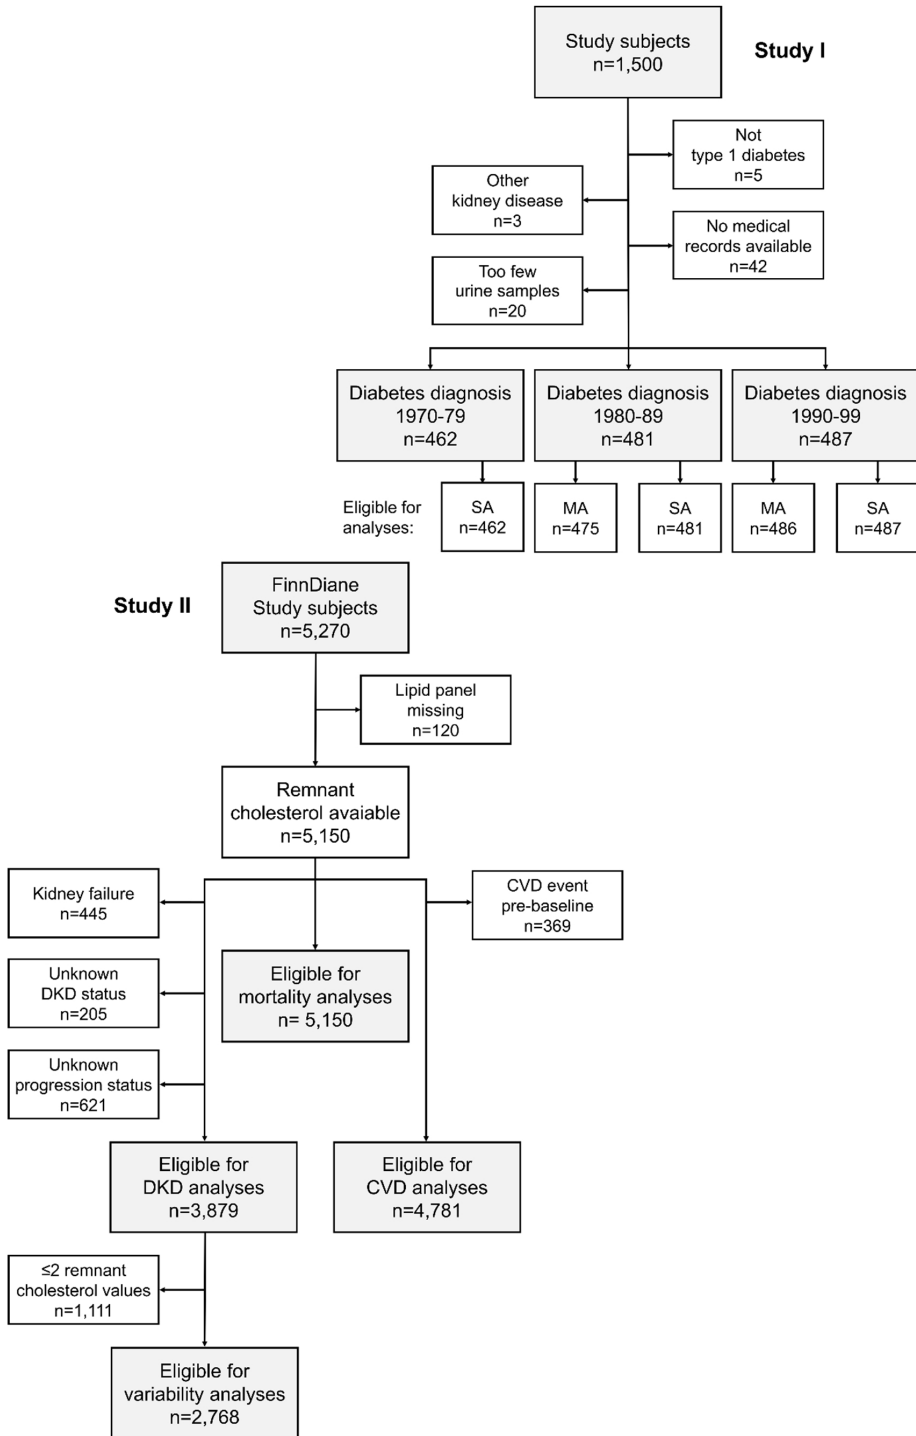 Study subjects
n=1,500
Study I
Not
type 1 diabetes
n=5
Other
kidney disease
n=3
No medical
records available
n=42
Too few
urine samples
n=20
Diabetes diagnosis
1970-79
n=462
Diabetes diagnosis
1980-89
n=481
Diabetes diagnosis
1990-99
n=487
Eligible for
analyses:
SA
n=462
MA
n=475
SA
n=481
MA
n=486
SA
n=487
Study II
FinnDiane
Study subjects
n=5,270
Lipid panel
missing
n=120
Remnant
cholesterol avaiable
n=5,150
Kidney failure
n=445
CVD event
pre-baseline
n=369
Unknown
DKD status
n=205
Eligible for
mortality analyses
n= 5,150
Unknown
progression status
n=621
Eligible for
DKD analyses
n=3,879
Eligible for
CVD analyses
n=4,781
≤2 remnant
cholesterol values
n=1,111
Eligible for
variability analyses
n=2,768